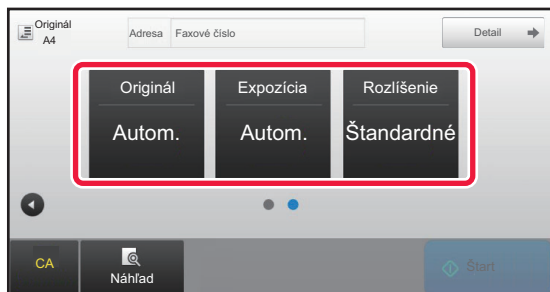 Originál
A4
Adresa
Faxové číslo
Detail
Originál
Expozícia
Rozlíšenie
Autom.
Autom.
Štandardné
CA
Náhľad
Štart